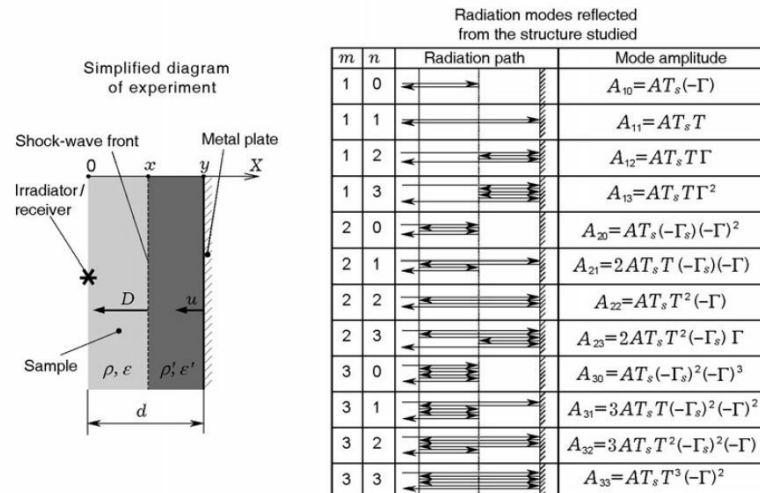 Simplified diagram
of experiment
Shock-wave front
Metal plate
0 x y X
Irradiator/
receiver
D u
Sample
ρ, ε ρ′, ε′
d
Radiation modes reflected
from the structure studied
m n Radiation path Mode amplitude
1 0 A₁₀=ATₛ(-Γ)
1 1 A₁₁=ATₛT
1 2 A₁₂=ATₛTΓ
1 3 A₁₃=ATₛTΓ²
2 0 A₂₀=ATₛ(-Γₛ)(-Γ)²
2 1 A₂₁=2ATₛT(-Γₛ)(-Γ)
2 2 A₂₂=ATₛT²(-Γ)
2 3 A₂₃=2ATₛT²(-Γₛ)Γ
3 0 A₃₀=ATₛ(-Γₛ)²(-Γ)³
3 1 A₃₁=3ATₛT(-Γₛ)²(-Γ)²
3 2 A₃₂=3ATₛT²(-Γₛ)²(-Γ)
3 3 A₃₃=ATₛT³(-Γ)²